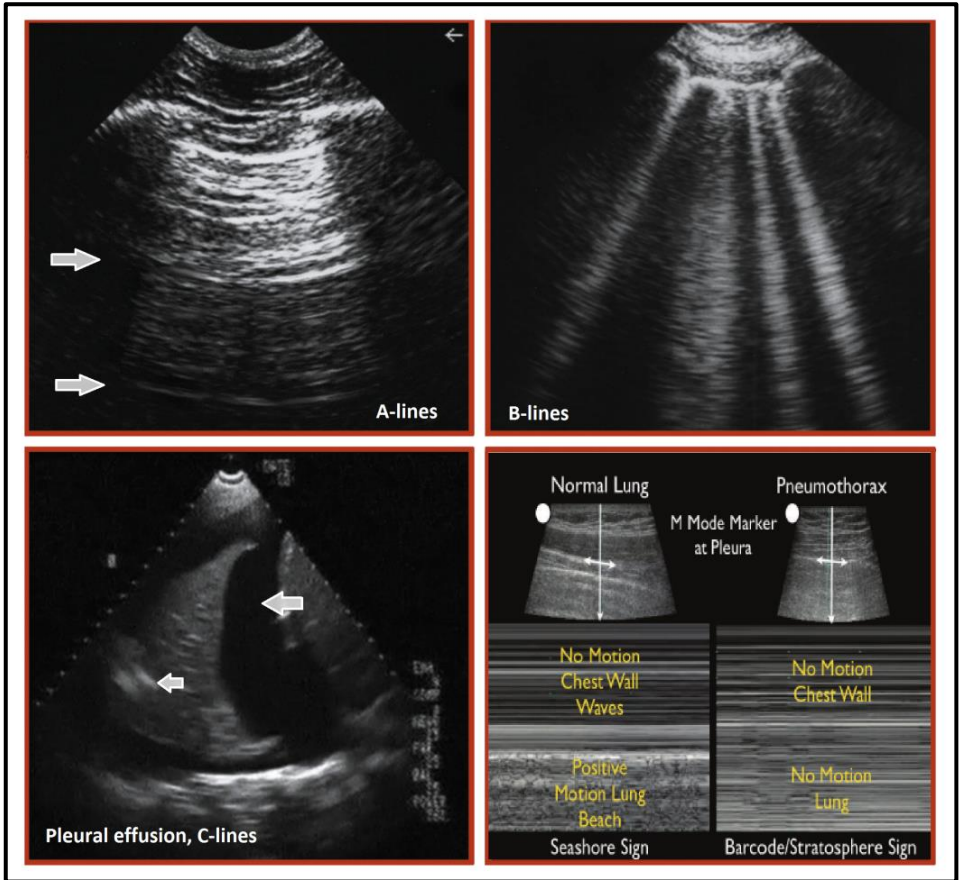 A-lines
B-lines
Pleural effusion, C-lines
Normal Lung
Pneumothorax
M Mode Marker
at Pleura
No Motion
Chest Wall
Waves
No Motion
Chest Wall
Positive
Motion Lung
Beach
No Motion
Lung
Seashore Sign
Barcode/Stratosphere Sign